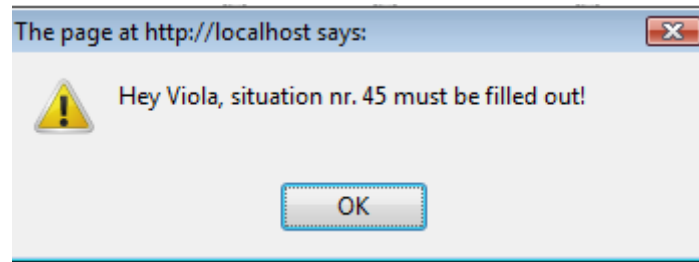 The page at http://localhost says:
Hey Viola, situation nr. 45 must be filled out!
OK